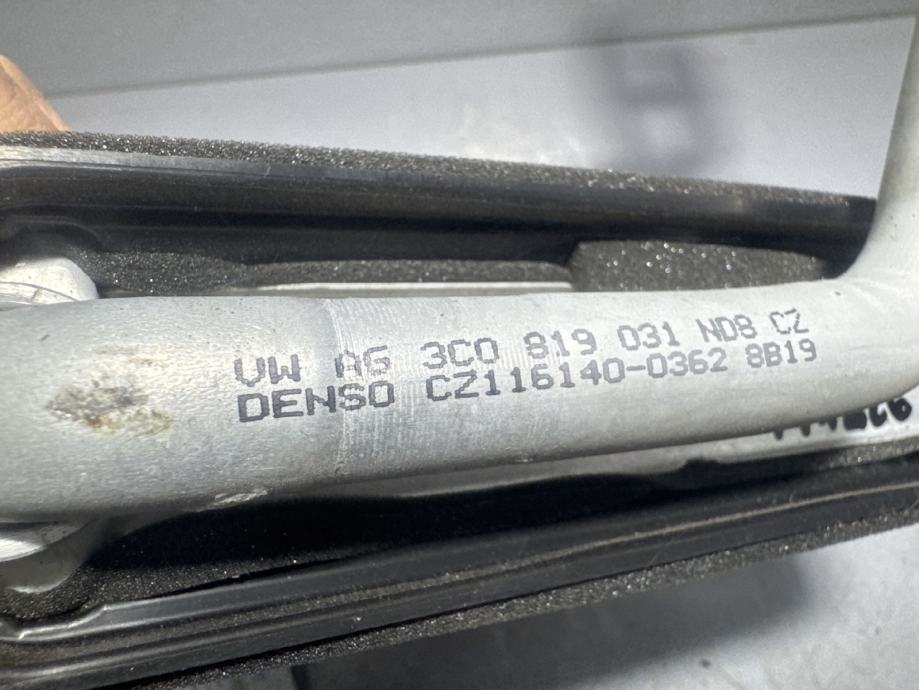 VW AG 3C0 819 031 ND8 CZ
DENSO CZ116140-0362 8B19